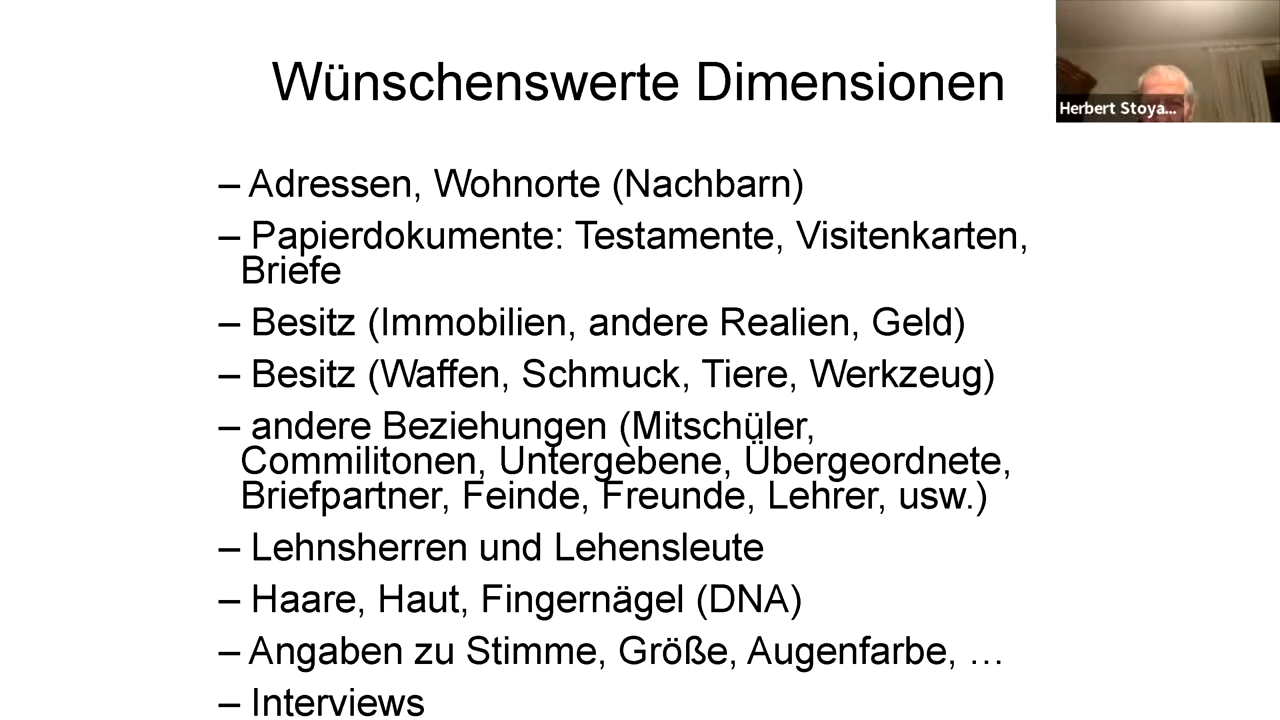 Wünschenswerte Dimensionen
Herbert Stoya...
– Adressen, Wohnorte (Nachbarn)
– Papierdokumente: Testamente, Visitenkarten,
Briefe
– Besitz (Immobilien, andere Realien, Geld)
– Besitz (Waffen, Schmuck, Tiere, Werkzeug)
– andere Beziehungen (Mitschüler,
Commilitonen, Untergebene, Übergeordnete,
Briefpartner, Feinde, Freunde, Lehrer, usw.)
– Lehnsherren und Lehensleute
– Haare, Haut, Fingernägel (DNA)
– Angaben zu Stimme, Größe, Augenfarbe, …
– Interviews